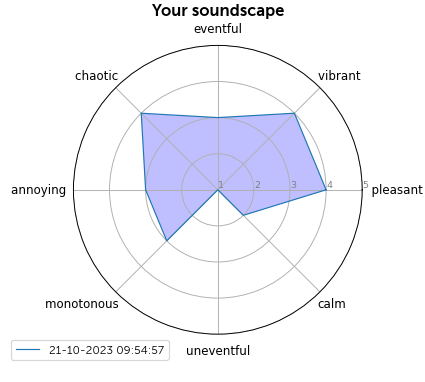 Your soundscape
eventful
chaotic
vibrant
annoying
1 2 3 4 5
pleasant
monotonous
calm
uneventful
21-10-2023 09:54:57